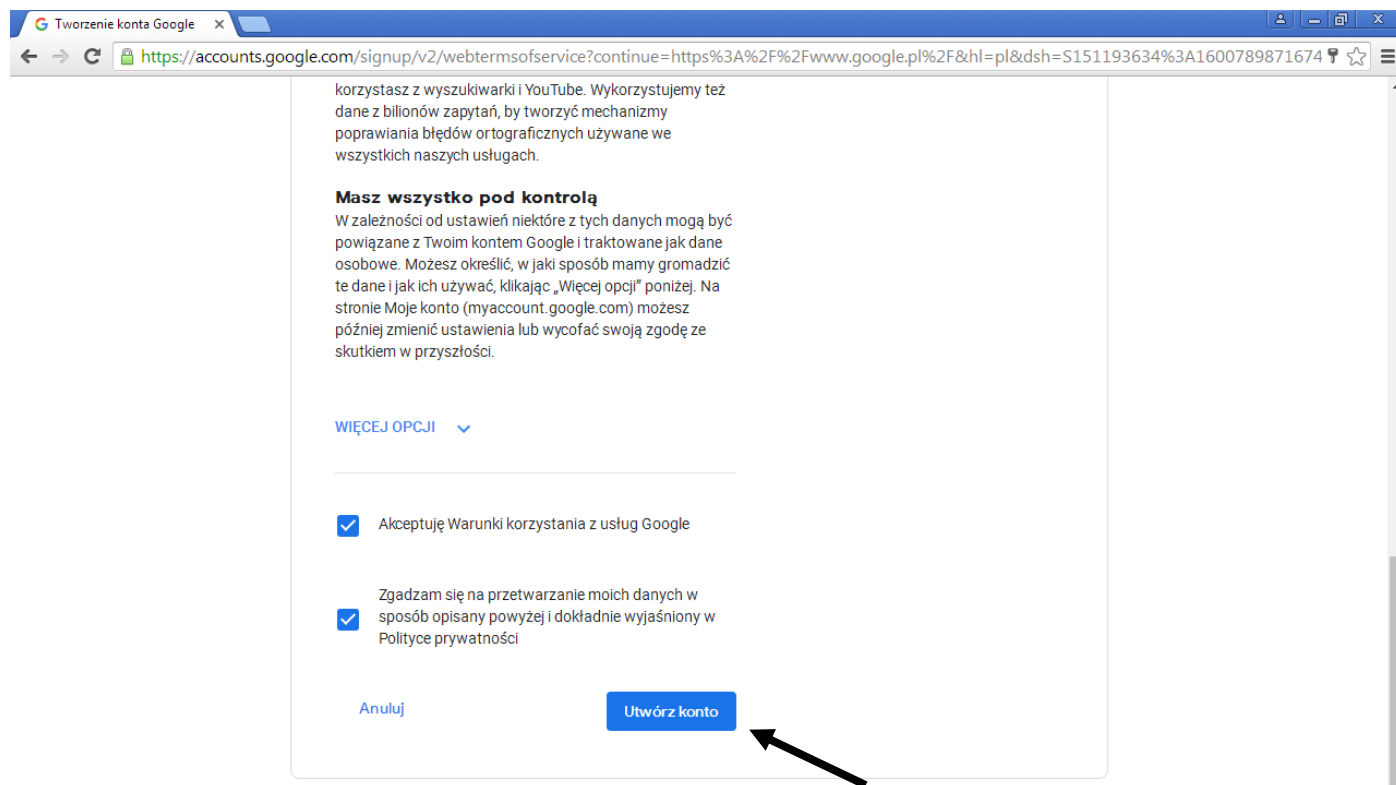 Tworzenie konta Google
https://accounts.google.com/signup/v2/webtermsofservice?continue=https%3A%2F%2Fwww.google.pl%2F&hl=pl&dsh=S151193634%3A1600789871674
korzystasz z wyszukiwarki i YouTube. Wykorzystujemy też
dane z bilionów zapytań, by tworzyć mechanizmy
poprawiania błędów ortograficznych używane we
wszystkich naszych usługach.
Masz wszystko pod kontrolą
W zależności od ustawień niektóre z tych danych mogą być
powiązane z Twoim kontem Google i traktowane jak dane
osobowe. Możesz określić, w jaki sposób mamy gromadzić
te dane i jak ich używać, klikając „Więcej opcji” poniżej. Na
stronie Moje konto (myaccount.google.com) możesz
później zmienić ustawienia lub wycofać swoją zgodę ze
skutkiem w przyszłości.
WIĘCEJ OPCJI
Akceptuję Warunki korzystania z usług Google
Zgadzam się na przetwarzanie moich danych w
sposób opisany powyżej i dokładnie wyjaśniony w
Polityce prywatności
Anuluj
Utwórz konto